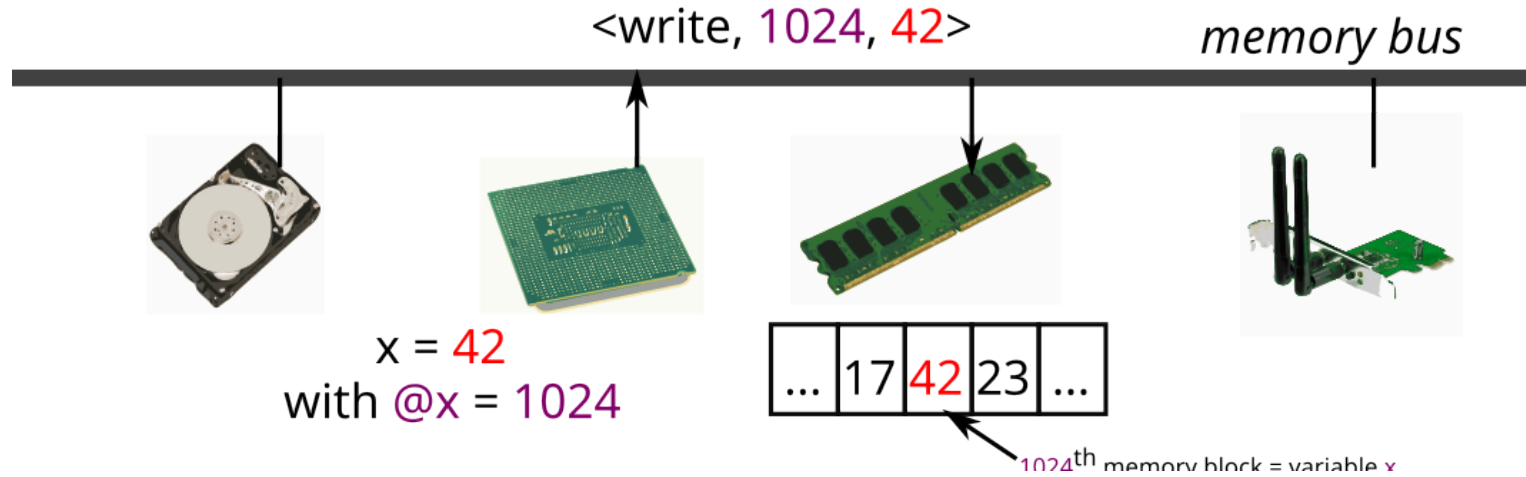 <write, 1024, 42>
memory bus
x = 42
with @x = 1024
... 17 42 23 ...
1024th memory block = variable x